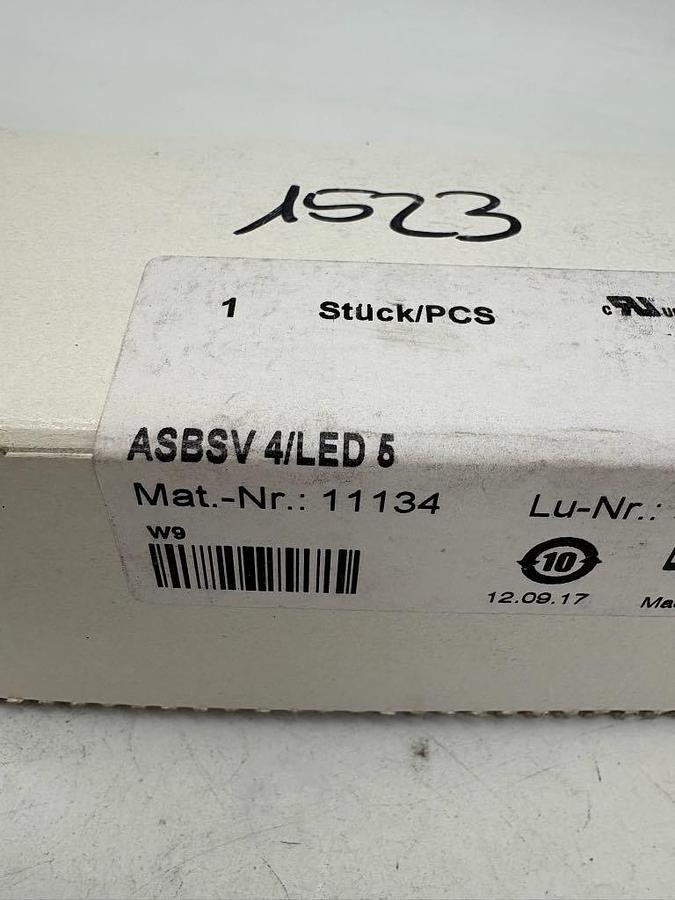 1523
1 Stück/PCS
ASBSV 4/LED 5
Mat.-Nr.: 11134 Lu-Nr.:
W9
10
12.09.17